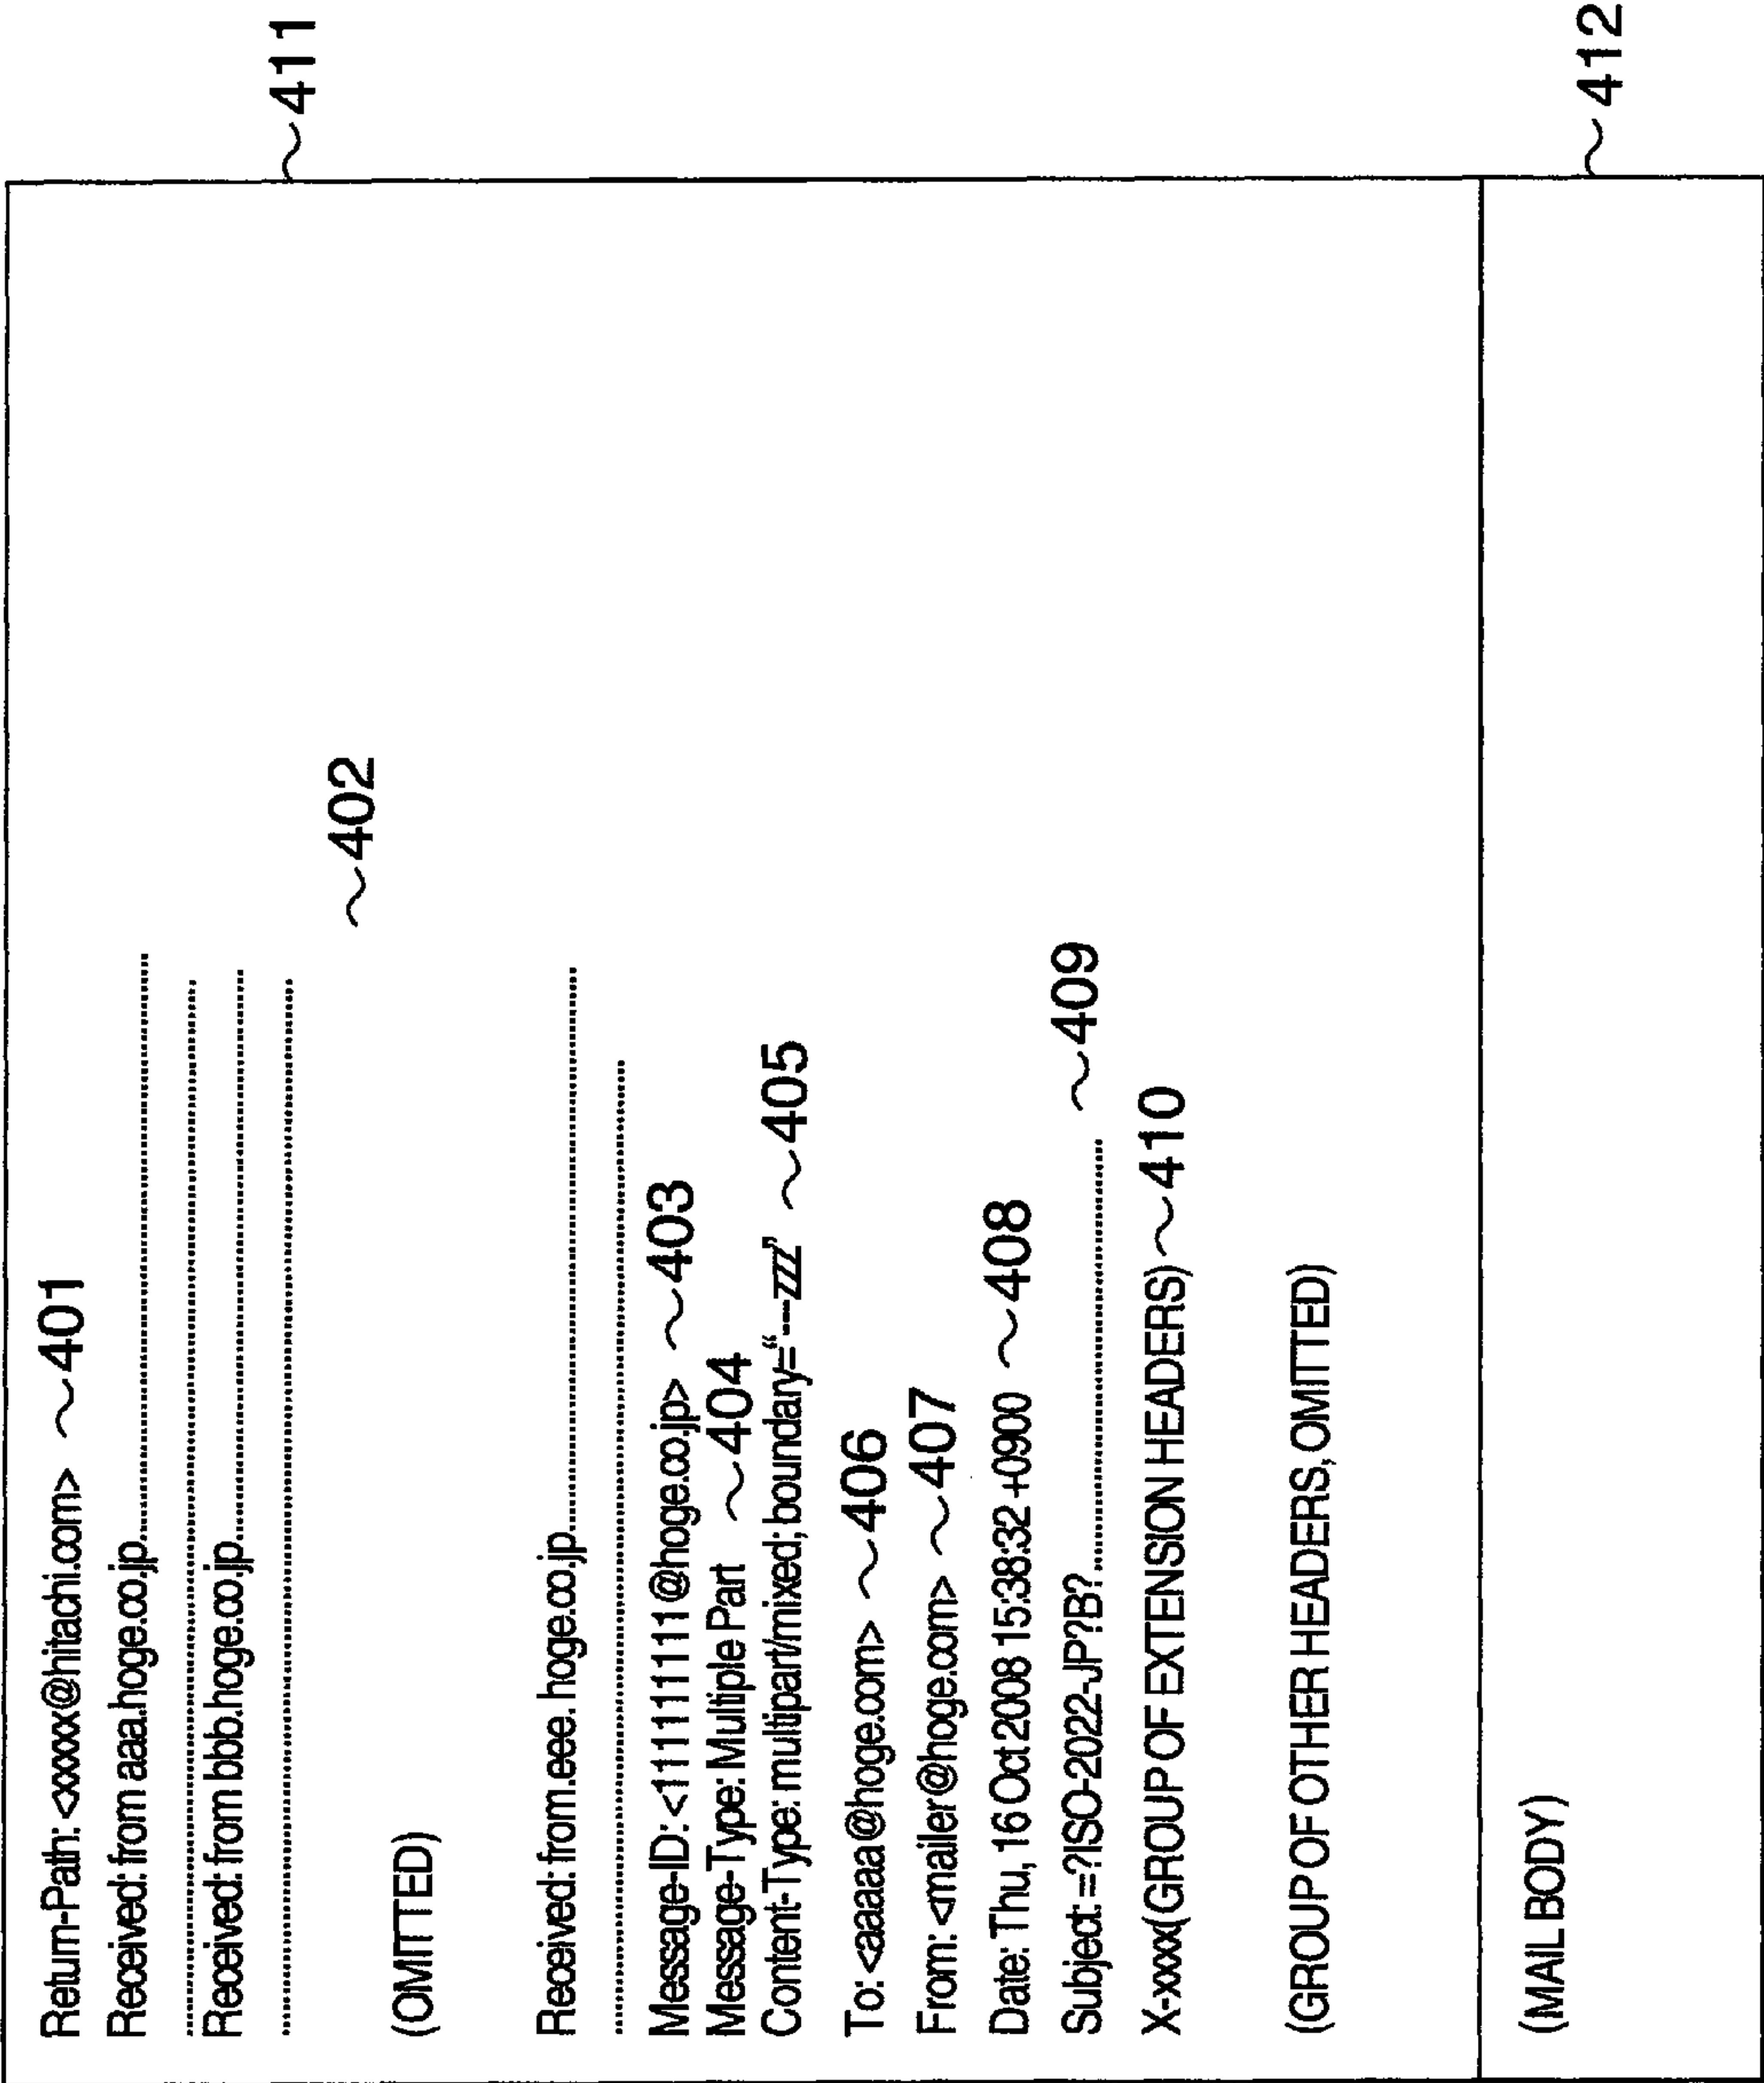 Return-Path: <xxxxx@hitachi.com> ~401
Received: from aaa.hoge.co.jp............................................
............................................................ ~411
Received: from bbb.hoge.co.jp............................................
............................................................
~402
(OMITTED)
Received: from.eee. hoge.co.jp............................................
............................................................
Message-ID: <11111111@hoge.co.jp> ~403
Message-Type: Multiple Part ~404
Content-Type: multipart/mixed; boundary=“---zzz” ~405
To: <aaaaa@hoge.com> ~406
From: <mailer@hoge.com> ~407
Date: Thu, 16 Oct 2008 15:38:32 +0900 ~408
Subject: =?ISO-2022-JP?B?............................................ ~409
X-xxxx(GROUP OF EXTENSION HEADERS) ~410
(GROUP OF OTHER HEADERS, OMITTED)
(MAIL BODY) ~412